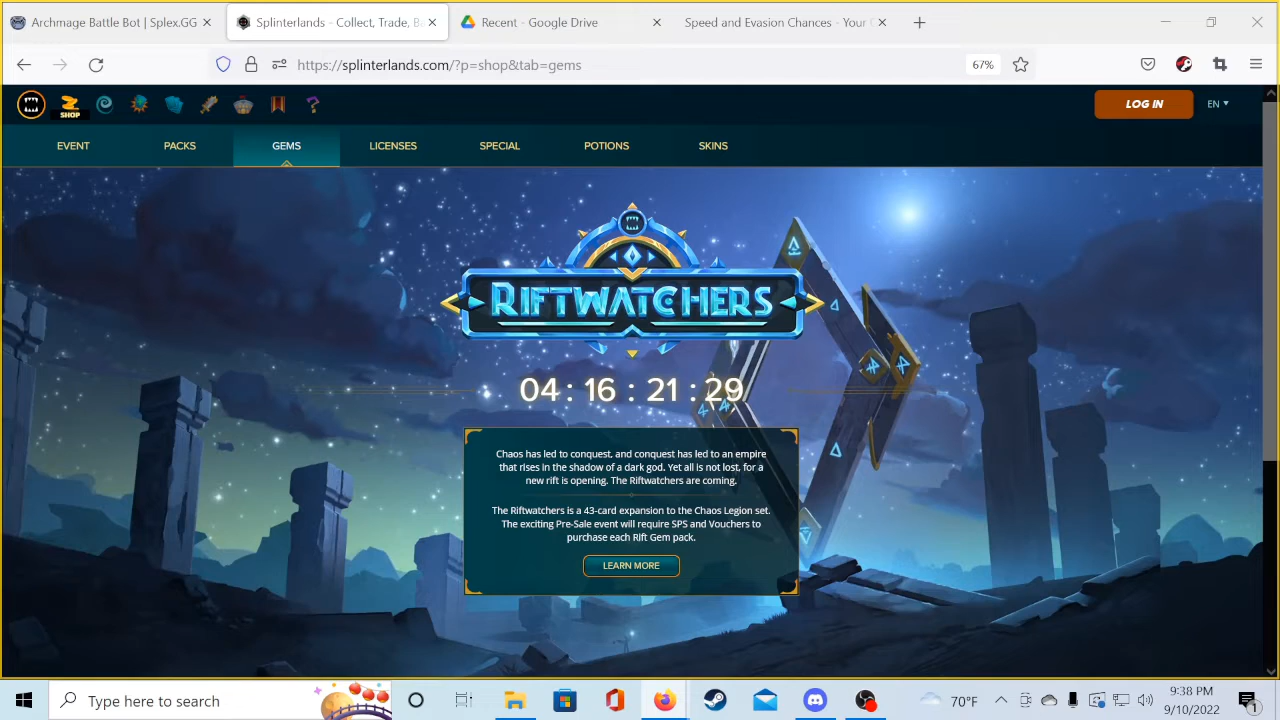 Archmage Battle Bot | Splex.GG
Splinterlands - Collect, Trade, B
Recent - Google Drive
Speed and Evasion Chances - Your
https://splinterlands.com/?p=shop&tab=gems
67%
SHOP
LOG IN
EN
EVENT
PACKS
GEMS
LICENSES
SPECIAL
POTIONS
SKINS
RIFTWATCHERS
04 : 16 : 21 : 29
Chaos has led to conquest, and conquest has led to an empire
that rises in the shadow of a dark god. Yet all is not lost, for a
new rift is opening. The Riftwatchers are coming.
The Riftwatchers is a 43-card expansion to the Chaos Legion set.
The exciting Pre-Sale event will require SPS and Vouchers to
purchase each Rift Gem pack.
LEARN MORE
Type here to search
70°F
9:38 PM
9/10/2022
1